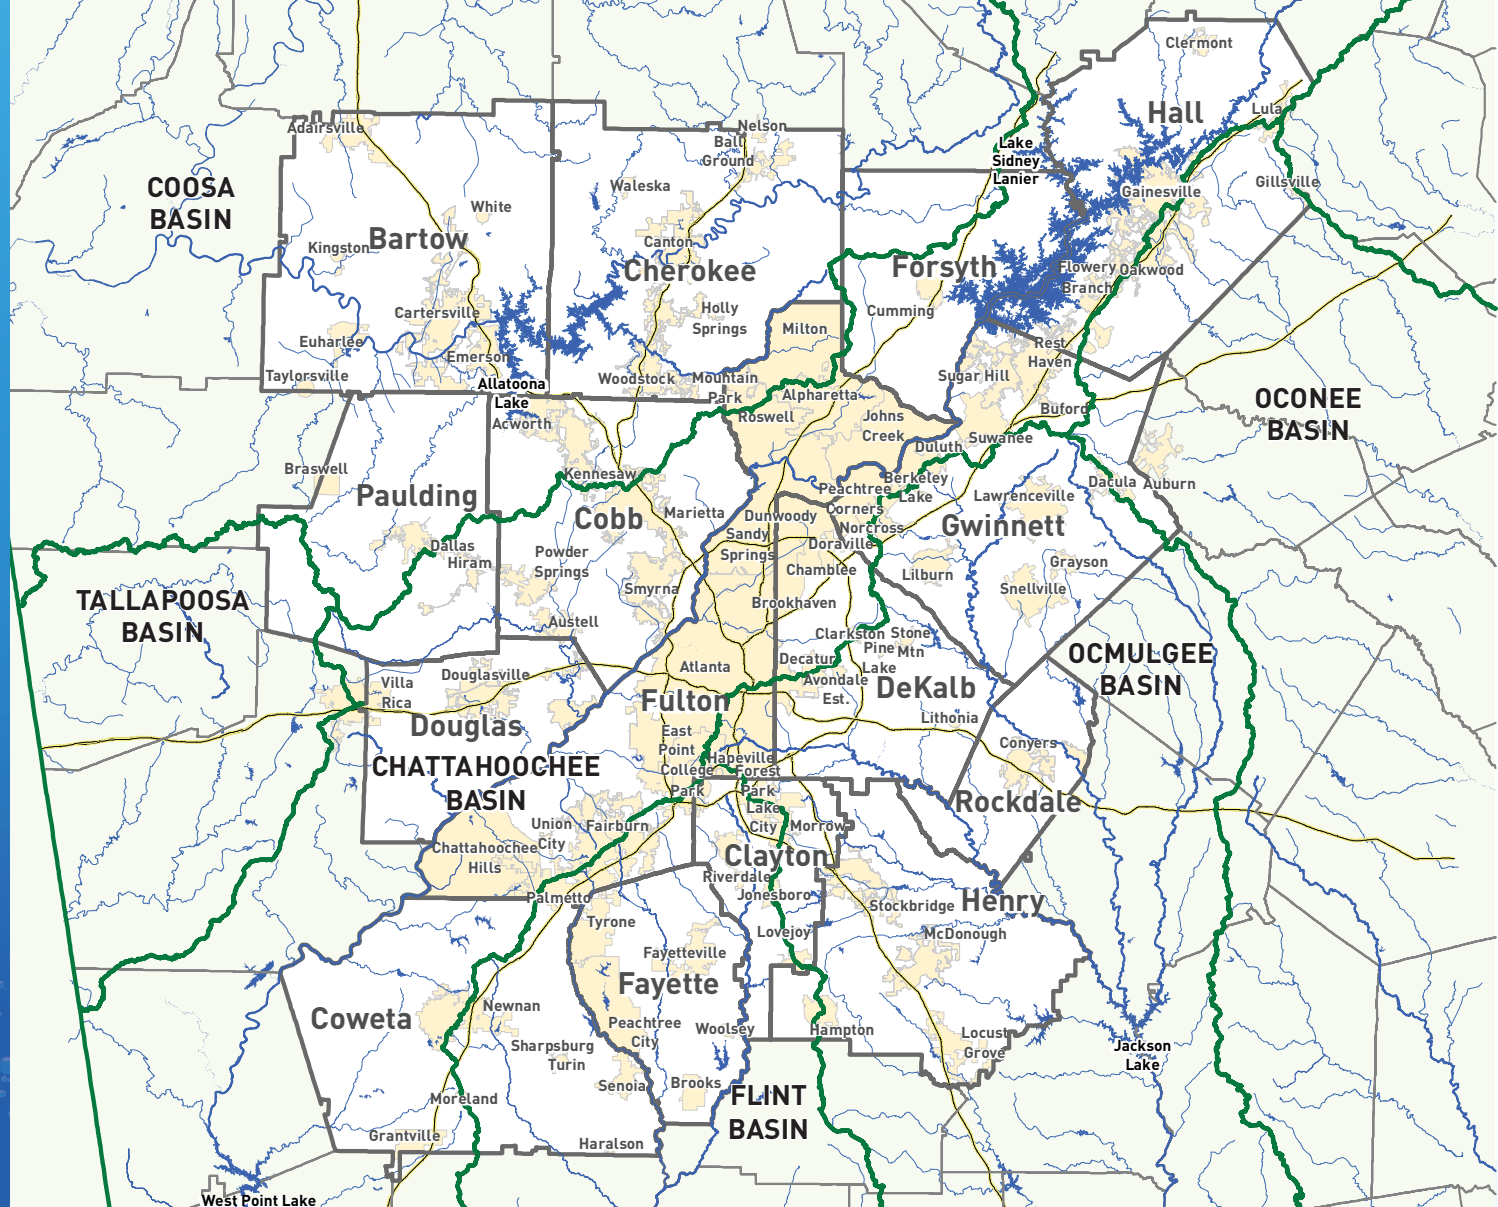 Clermont
Hall
Lula
Adairsville
Nelson
Ball
Ground
Lake
Sidney
Lanier
COOSA
BASIN
Waleska
Gainesville
Gillsville
White
Kingston
Bartow
Canton
Cherokee
Forsyth
Flowery
Branch
Oakwood
Cartersville
Holly
Springs
Cumming
Milton
Euharlee
Emerson
Rest
Haven
Taylorsville
Allatoona
Lake
Woodstock
Mountain
Park
Sugar Hill
Alpharetta
OCONEE
BASIN
Acworth
Roswell
Johns
Creek
Buford
Suwanee
Duluth
Braswell
Kennesaw
Berkeley
Lake
Peachtree
Corners
Lawrenceville
Dacula
Auburn
Paulding
Cobb
Marietta
Dunwoody
Sandy
Springs
Norcross
Gwinnett
Doraville
Dallas
Hiram
Powder
Springs
Chamblee
Lilburn
Grayson
Smyrna
Snellville
TALLAPOOSA
BASIN
Brookhaven
Austell
Clarkston
Stone
Mtn
Pine
Lake
OCMULGEE
BASIN
Atlanta
Decatur
Avondale
Est.
DeKalb
Villa
Rica
Douglasville
Fulton
Douglas
Lithonia
East
Point
Conyers
CHATTAHOOCHEE
BASIN
College
Park
Hapeville
Forest
Park
Rockdale
Lake
City
Morrow
Union
City
Fairburn
Chattahoochee
Hills
Clayton
Riverdale
Jonesboro
Palmetto
Stockbridge
Henry
Tyrone
Lovejoy
McDonough
Fayetteville
Fayette
Coweta
Newnan
Peachtree
City
Woolsey
Hampton
Locust
Grove
Sharpsburg
Turin
Jackson
Lake
Senoia
Brooks
Moreland
FLINT
BASIN
Grantville
Haralson
West Point Lake